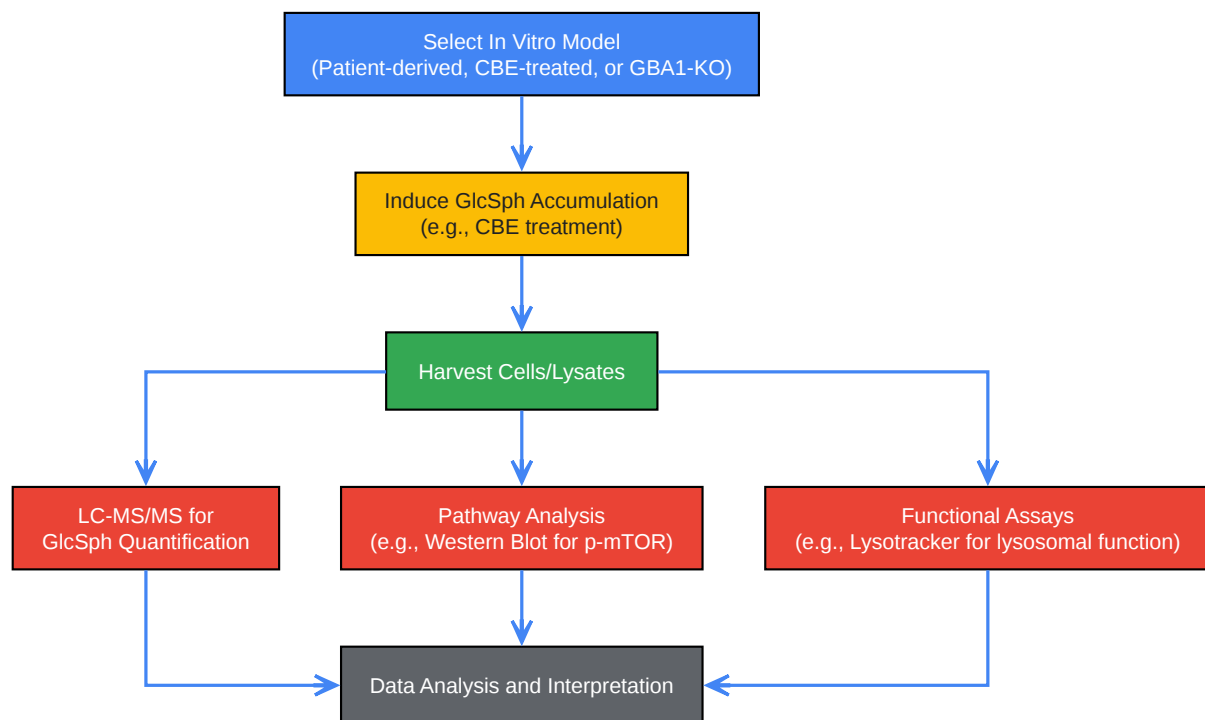 Select In Vitro Model
(Patient-derived, CBE-treated, or GBA1-KO)
Induce GlcSph Accumulation
(e.g., CBE treatment)
Harvest Cells/Lysates
LC-MS/MS for
GlcSph Quantification
Pathway Analysis
(e.g., Western Blot for p-mTOR)
Functional Assays
(e.g., Lysotracker for lysosomal function)
Data Analysis and Interpretation